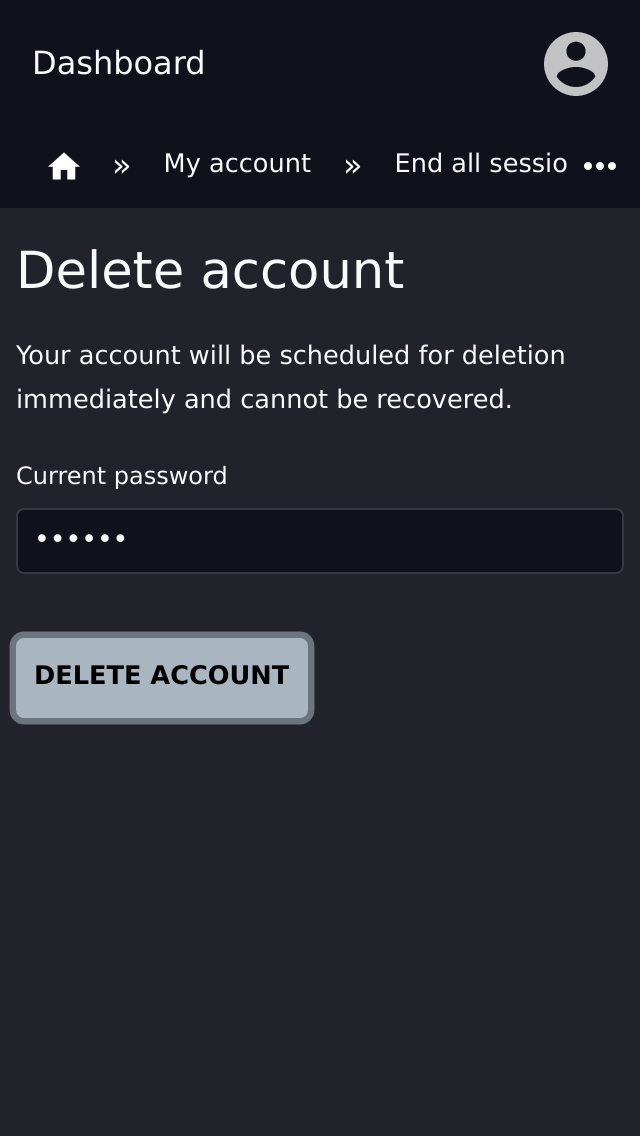 Dashboard
» My account » End all sessio •••
Delete account
Your account will be scheduled for deletion
immediately and cannot be recovered.
Current password
••••••
DELETE ACCOUNT